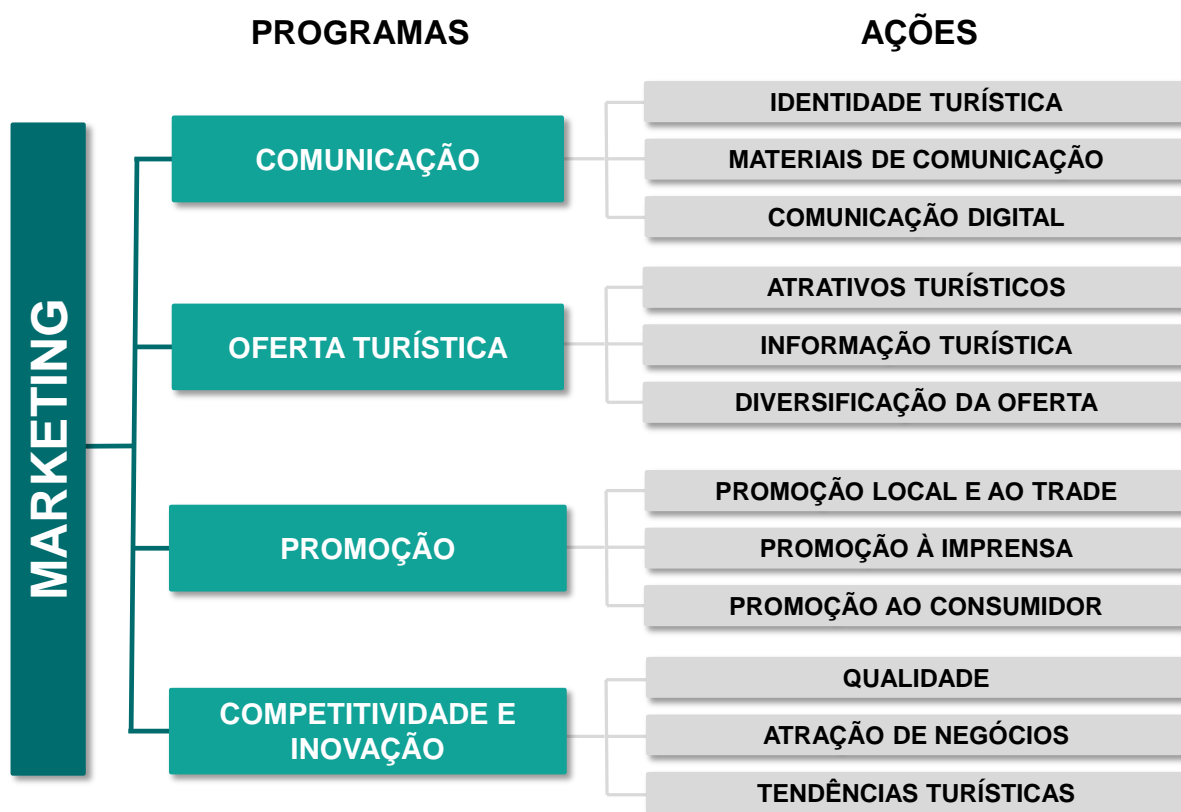 PROGRAMAS
AÇÕES
MARKETING
COMUNICAÇÃO
IDENTIDADE TURÍSTICA
MATERIAIS DE COMUNICAÇÃO
COMUNICAÇÃO DIGITAL
OFERTA TURÍSTICA
ATRATIVOS TURÍSTICOS
INFORMAÇÃO TURÍSTICA
DIVERSIFICAÇÃO DA OFERTA
PROMOÇÃO
PROMOÇÃO LOCAL E AO TRADE
PROMOÇÃO À IMPRENSA
PROMOÇÃO AO CONSUMIDOR
COMPETITIVIDADE E
INOVAÇÃO
QUALIDADE
ATRAÇÃO DE NEGÓCIOS
TENDÊNCIAS TURÍSTICAS